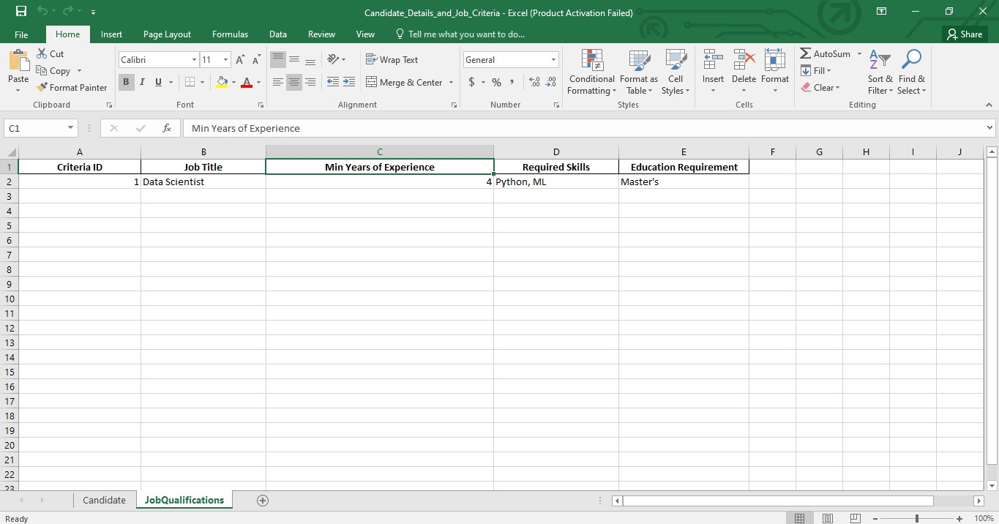 Candidate_Details_and_Job_Criteria - Excel (Product Activation Failed)
File Home Insert Page Layout Formulas Data Review View Tell me what you want to do... Share
Paste
Cut
Copy
Format Painter
Clipboard
Calibri 11
B I U A
Font
Wrap Text
Merge & Center
Alignment
General
$ % ,
Number
Conditional Formatting
Format as Table
Cell Styles
Styles
Insert Delete Format
Cells
AutoSum
Fill
Clear
Sort & Filter
Find & Select
Editing
C1 fx Min Years of Experience
A B C D E F G H I J
1 Criteria ID Job Title Min Years of Experience Required Skills Education Requirement
2 1 Data Scientist 4 Python, ML Master's
3
4
5
6
7
8
9
10
11
12
13
14
15
16
17
18
19
20
21
22
23
Candidate JobQualifications
Ready 100%